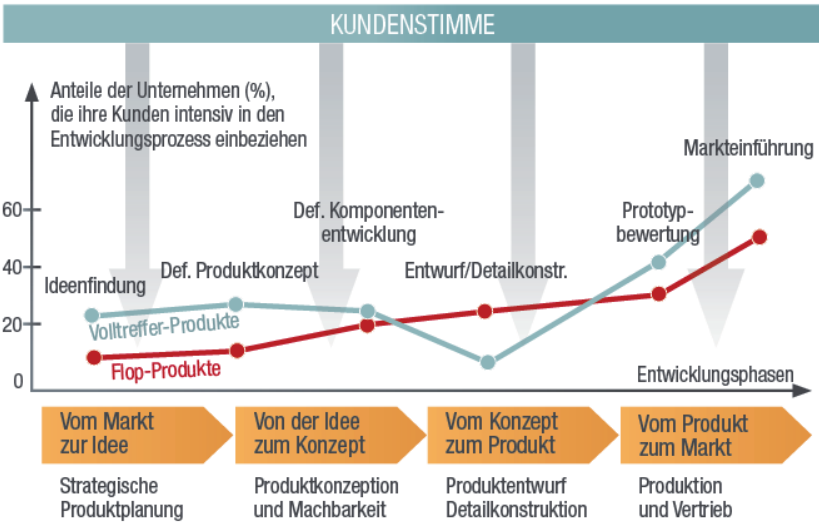 KUNDENSTIMME
Anteile der Unternehmen (%),
die ihre Kunden intensiv in den
Entwicklungsprozess einbeziehen
Markteinführung
60
Def. Komponenten-
entwicklung
Prototyp-
bewertung
40
Ideenfindung
Def. Produktkonzept
Entwurf/Detailkonstr.
20
Volltreffer-Produkte
Flop-Produkte
0
Entwicklungsphasen
Vom Markt
zur Idee
Von der Idee
zum Konzept
Vom Konzept
zum Produkt
Vom Produkt
zum Markt
Strategische
Produktplanung
Produktkonzeption
und Machbarkeit
Produktentwurf
Detailkonstruktion
Produktion
und Vertrieb